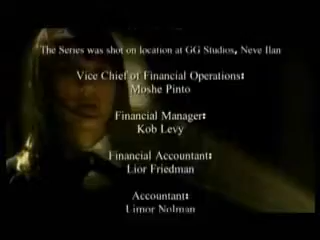 The Series was shot on location at GG Studios, Neve Ilan
Vice Chief of Financial Operations:
Moshe Pinto
Financial Manager:
Kob Levy
Financial Accountant:
Lior Friedman
Accountant:
Limor Nolman